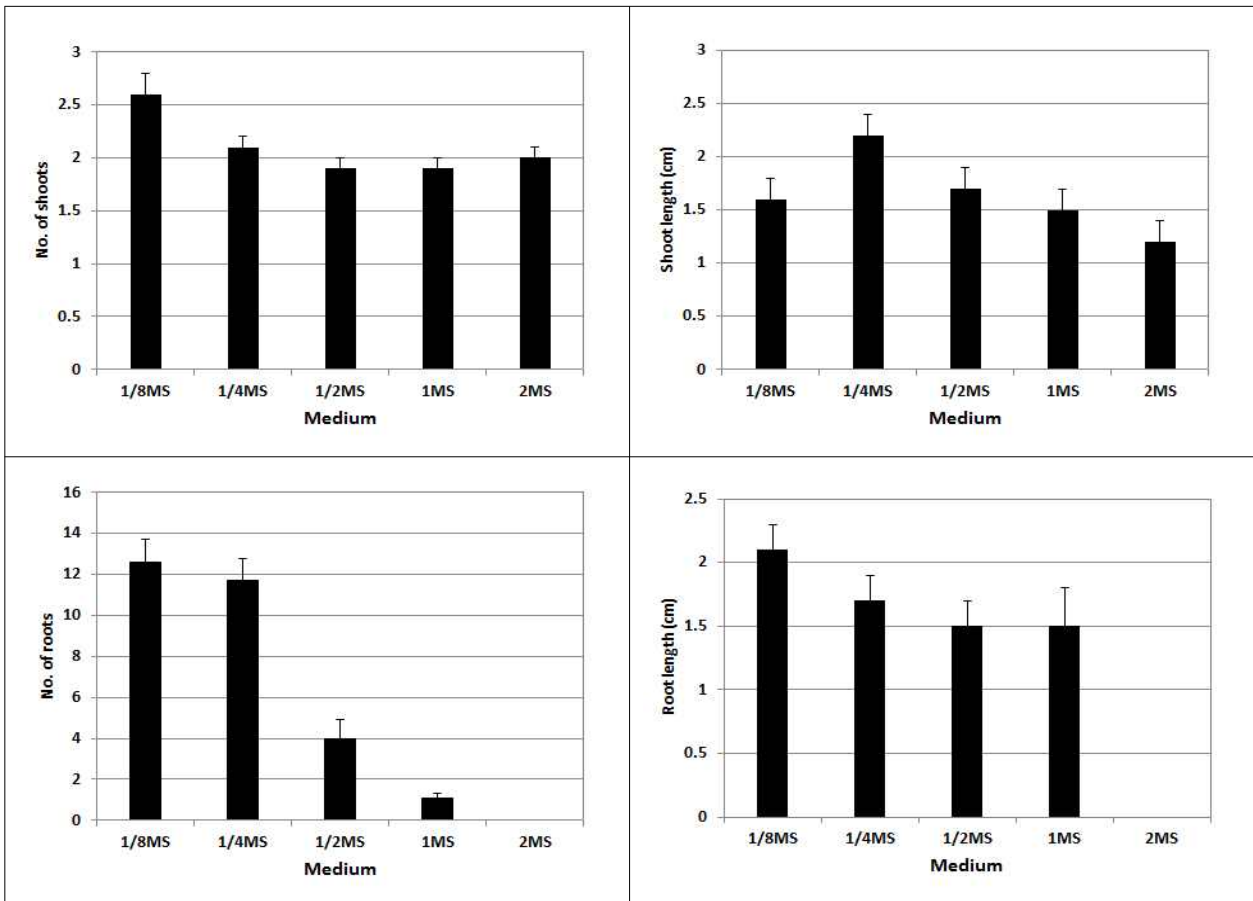 3
2.5
2
1.5
1
0.5
0
No. of shoots
1/8MS 1/4MS 1/2MS 1MS 2MS
Medium
3
2.5
2
1.5
1
0.5
0
Shoot length (cm)
1/8MS 1/4MS 1/2MS 1MS 2MS
Medium
16
14
12
10
8
6
4
2
0
No. of roots
1/8MS 1/4MS 1/2MS 1MS 2MS
Medium
2.5
2
1.5
1
0.5
0
Root length (cm)
1/8MS 1/4MS 1/2MS 1MS 2MS
Medium